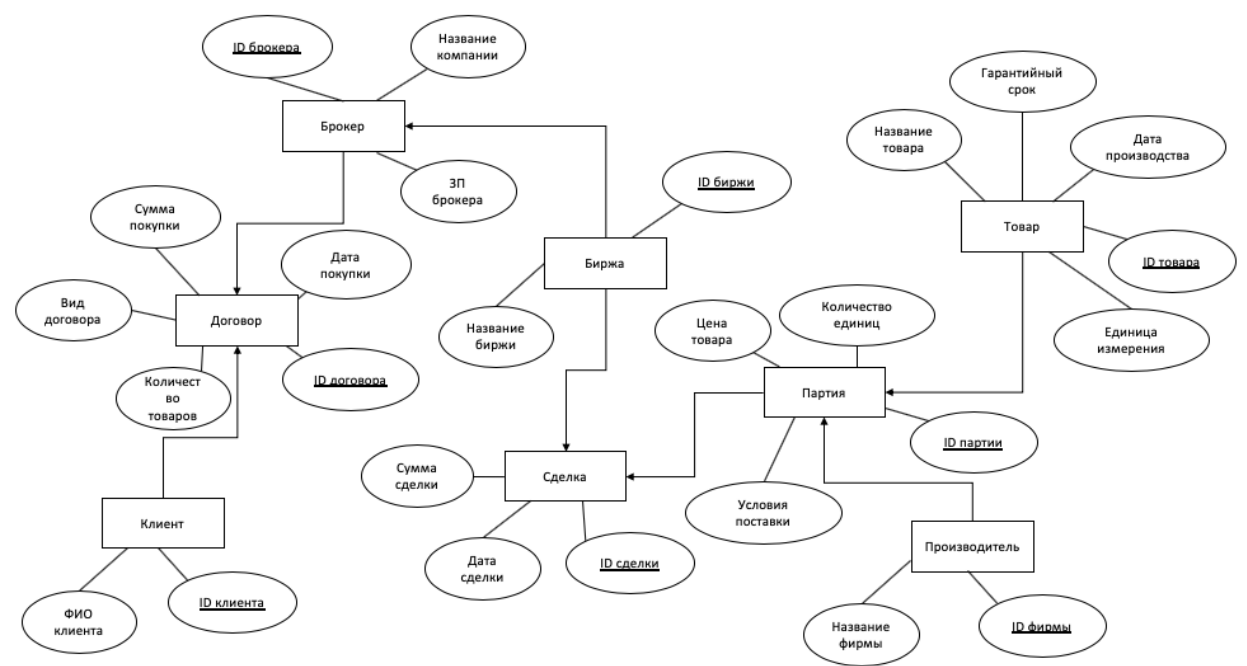 ID брокера
Название
компании
Брокер
ЗП
брокера
Гарантийный
срок
Название
товара
Дата
производства
Товар
ID товара
Единица
измерения
ID биржи
Биржа
Название
биржи
Сумма
покупки
Дата
покупки
Вид
договора
Договор
Количест
во
товаров
ID договора
Цена
товара
Количество
единиц
Партия
ID партии
Условия
поставки
Сумма
сделки
Сделка
Дата
сделки
ID сделки
Клиент
ФИО
клиента
ID клиента
Производитель
Название
фирмы
ID фирмы